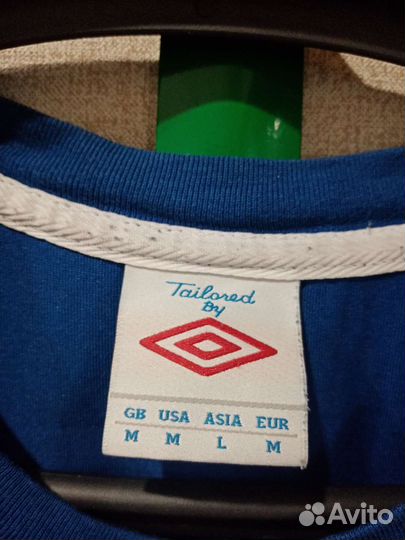 Tailored
By
GB USA ASIA EUR
M M L M
Avito